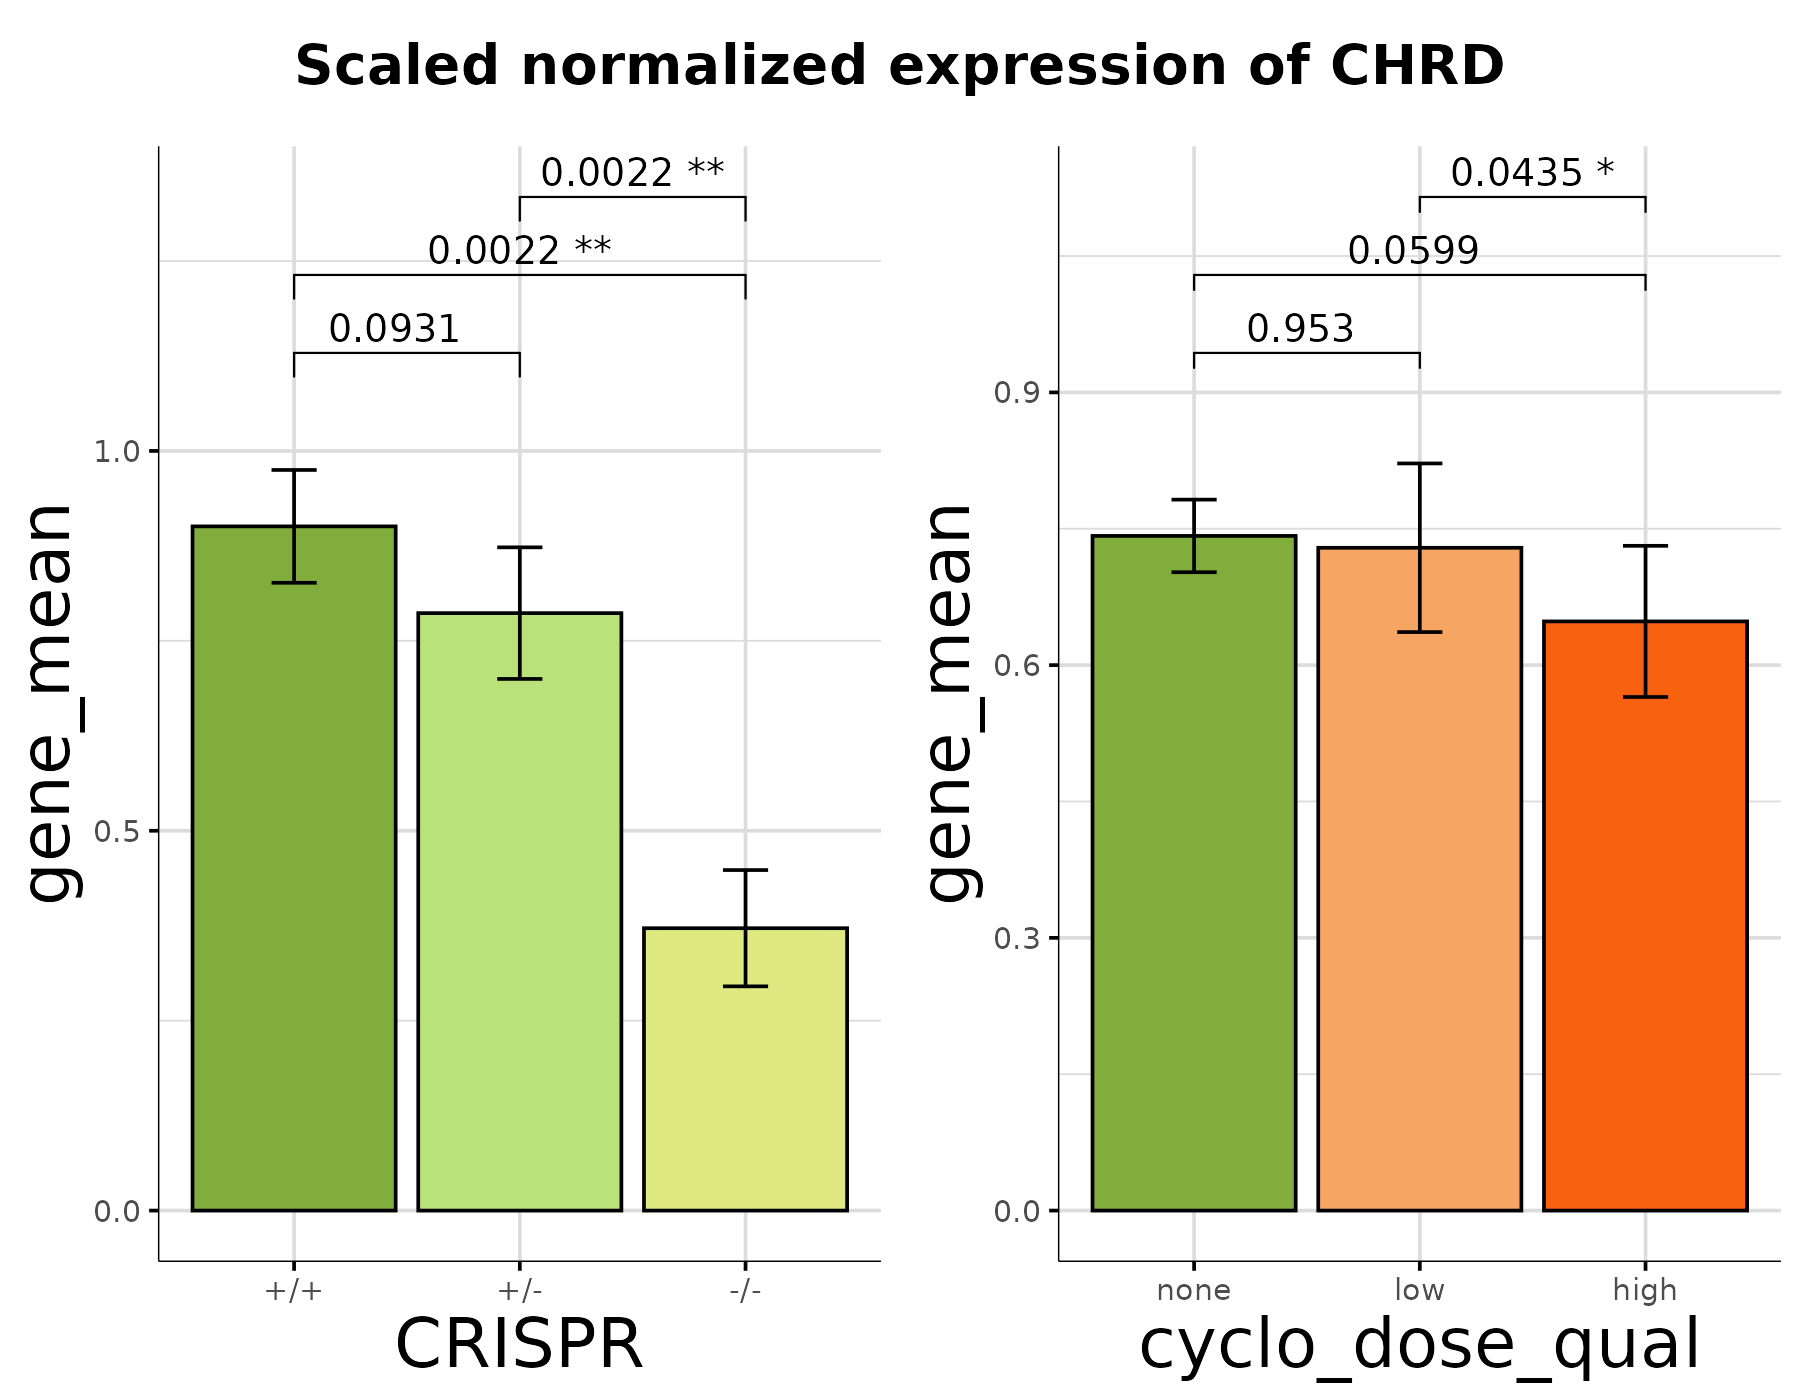 Scaled normalized expression of CHRD
gene_mean
0.0022 **
0.0022 **
0.0931
1.0
0.5
0.0
+/+ +/- -/-
CRISPR
gene_mean
0.0435 *
0.0599
0.953
0.9
0.6
0.3
0.0
none low high
cyclo_dose_qual